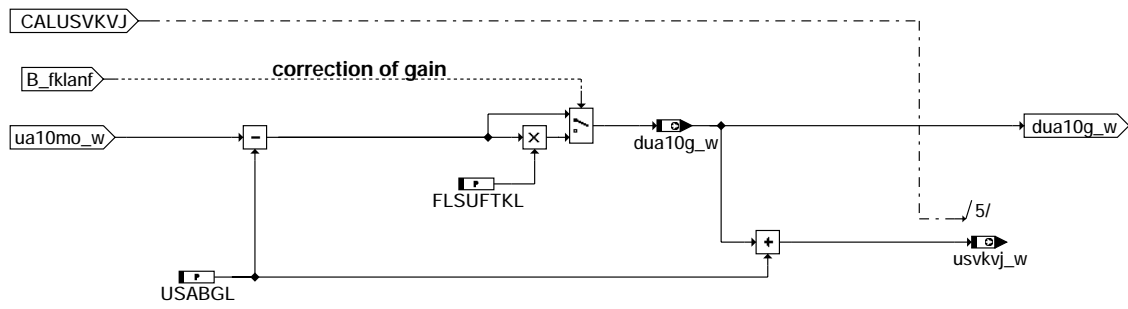 CALUSVKVJ
B_fklanf
correction of gain
ua10mo_w
dua10g_w
dua10g_w
P
FLSUFTKL
/5/
usvkvj_w
P
USABGL